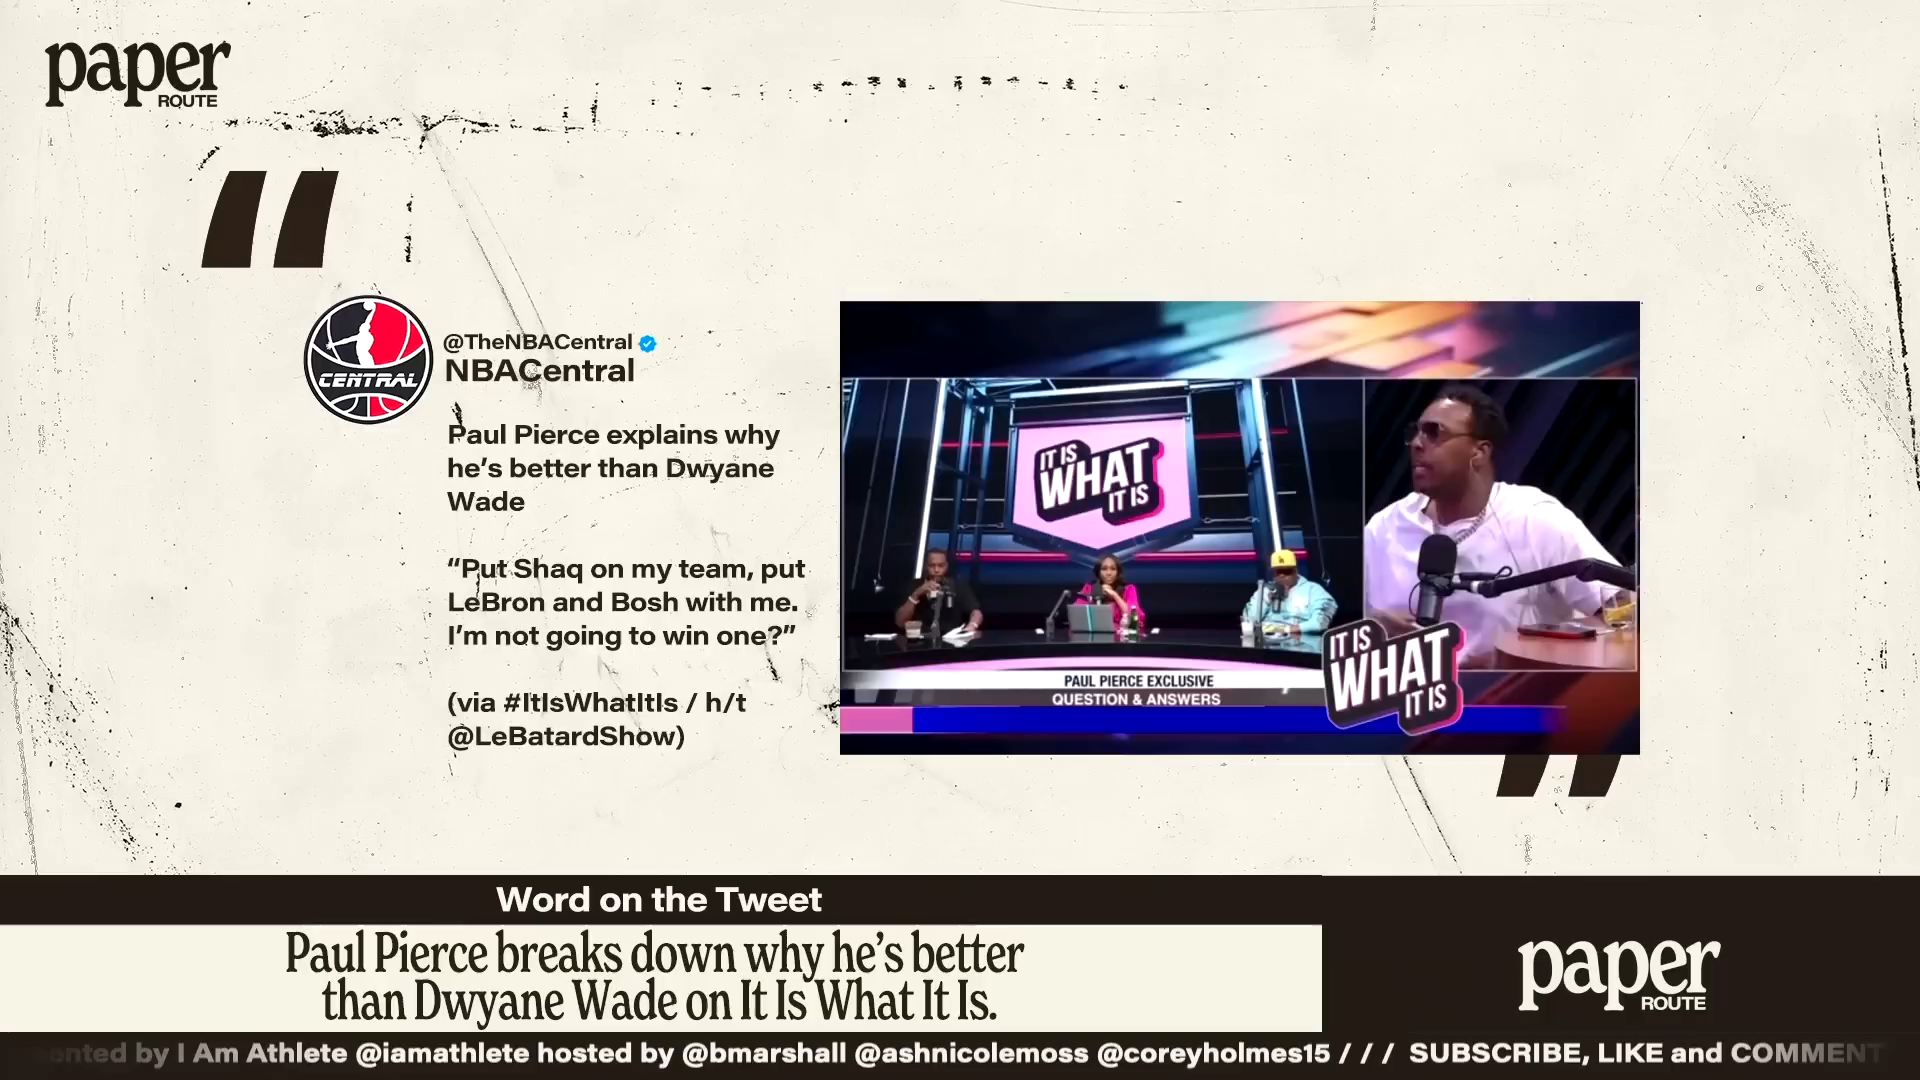 paper
ROUTE
“
CENTRAL
@TheNBACentral
NBACentral
Paul Pierce explains why
he’s better than Dwyane
Wade
“Put Shaq on my team, put
LeBron and Bosh with me.
I’m not going to win one?”
(via #ItIsWhatItIs / h/t
@LeBatardShow)
IT IS
WHAT
IT IS
PAUL PIERCE EXCLUSIVE
QUESTION & ANSWERS
IT IS
WHAT
IT IS
”
Word on the Tweet
Paul Pierce breaks down why he’s better
than Dwyane Wade on It Is What It Is.
paper
ROUTE
ented by I Am Athlete @iamathlete hosted by @bmarshall @ashnicolemoss @coreyholmes15 / / / SUBSCRIBE, LIKE and COMMENT